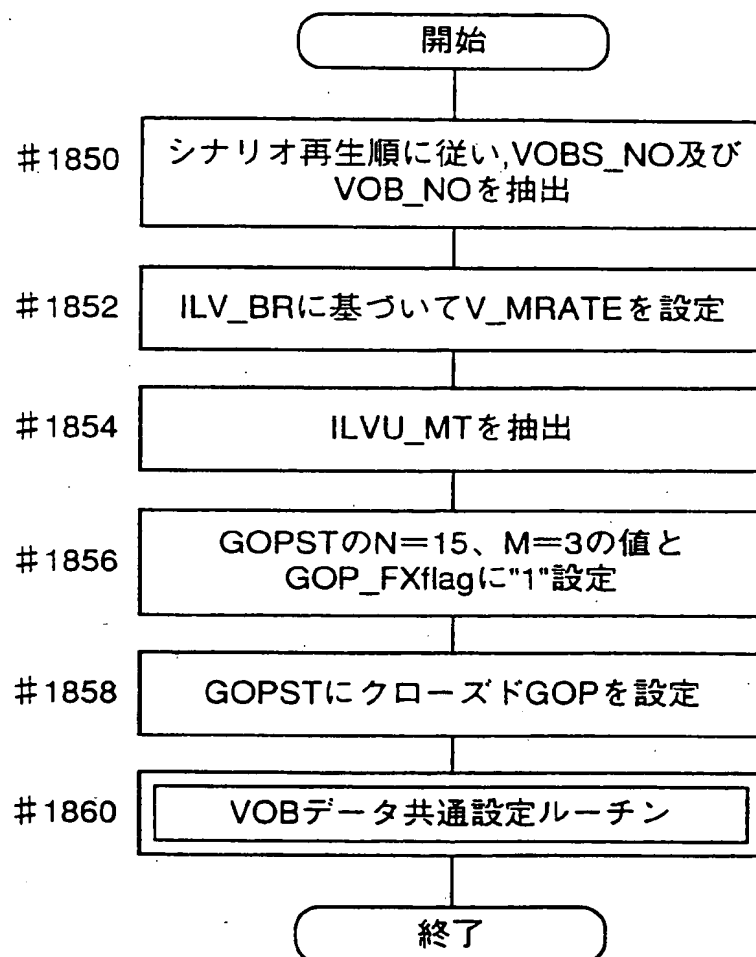 開始
#1850
シナリオ再生順に従い,VOBS_NO及び
VOB_NOを抽出
#1852
ILV_BRに基づいてV_MRATEを設定
#1854
ILVU_MTを抽出
#1856
GOPSTのN=15、M=3の値と
GOP_FXflagに"1"設定
#1858
GOPSTにクローズドGOPを設定
#1860
VOBデータ共通設定ルーチン
終了